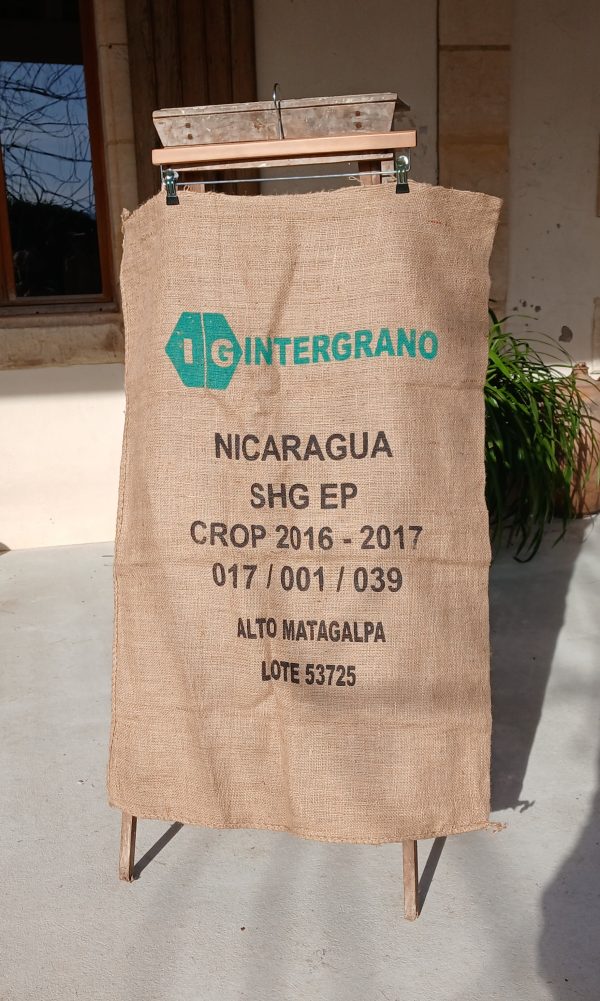 IG INTERGRANO
NICARAGUA
SHG EP
CROP 2016 - 2017
017 / 001 / 039
ALTO MATAGALPA
LOTE 53725